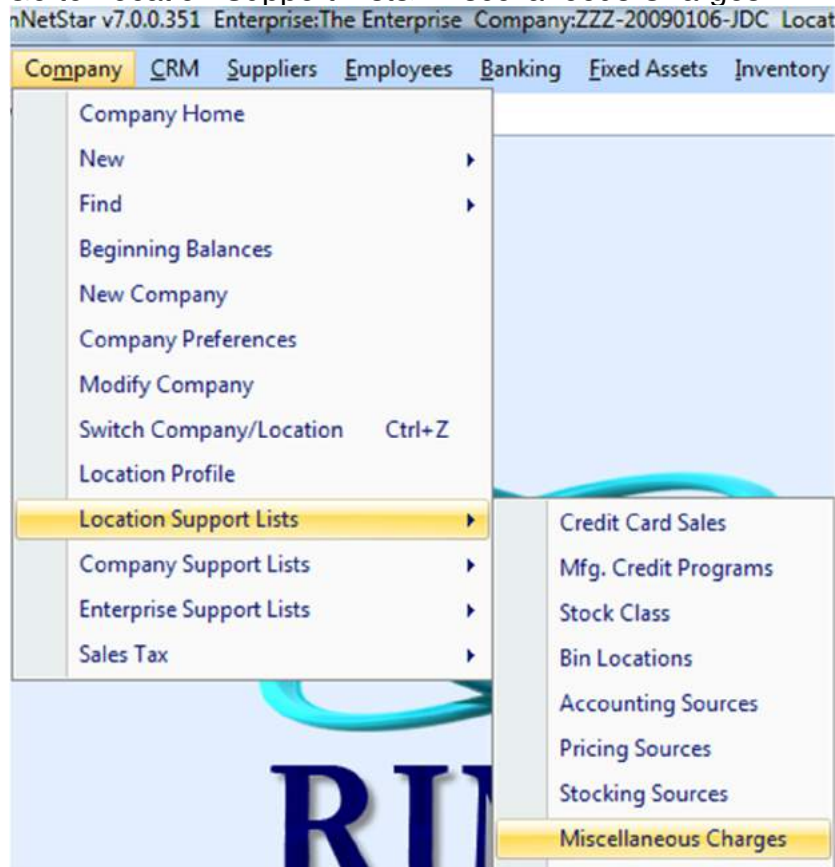 nNetStar v7.0.0.351 Enterprise:The Enterprise Company:ZZZ-20090106-JDC Locat
Company CRM Suppliers Employees Banking Fixed Assets Inventory
Company Home
New
Find
Beginning Balances
New Company
Company Preferences
Modify Company
Switch Company/Location Ctrl+Z
Location Profile
Location Support Lists
Company Support Lists
Enterprise Support Lists
Sales Tax
Credit Card Sales
Mfg. Credit Programs
Stock Class
Bin Locations
Accounting Sources
Pricing Sources
Stocking Sources
Miscellaneous Charges
RI